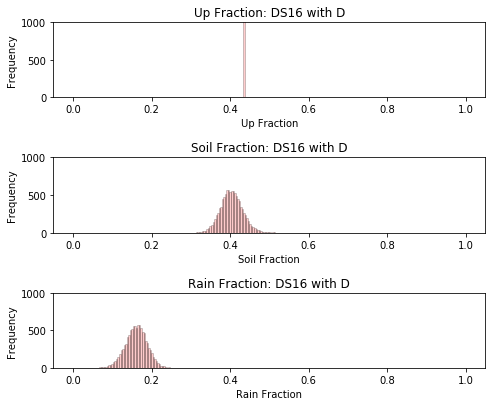 Up Fraction: DS16 with D
1000
500
0
Frequency
0.0 0.2 0.4 0.6 0.8 1.0
Up Fraction
Soil Fraction: DS16 with D
1000
500
0
Frequency
0.0 0.2 0.4 0.6 0.8 1.0
Soil Fraction
Rain Fraction: DS16 with D
1000
500
0
Frequency
0.0 0.2 0.4 0.6 0.8 1.0
Rain Fraction